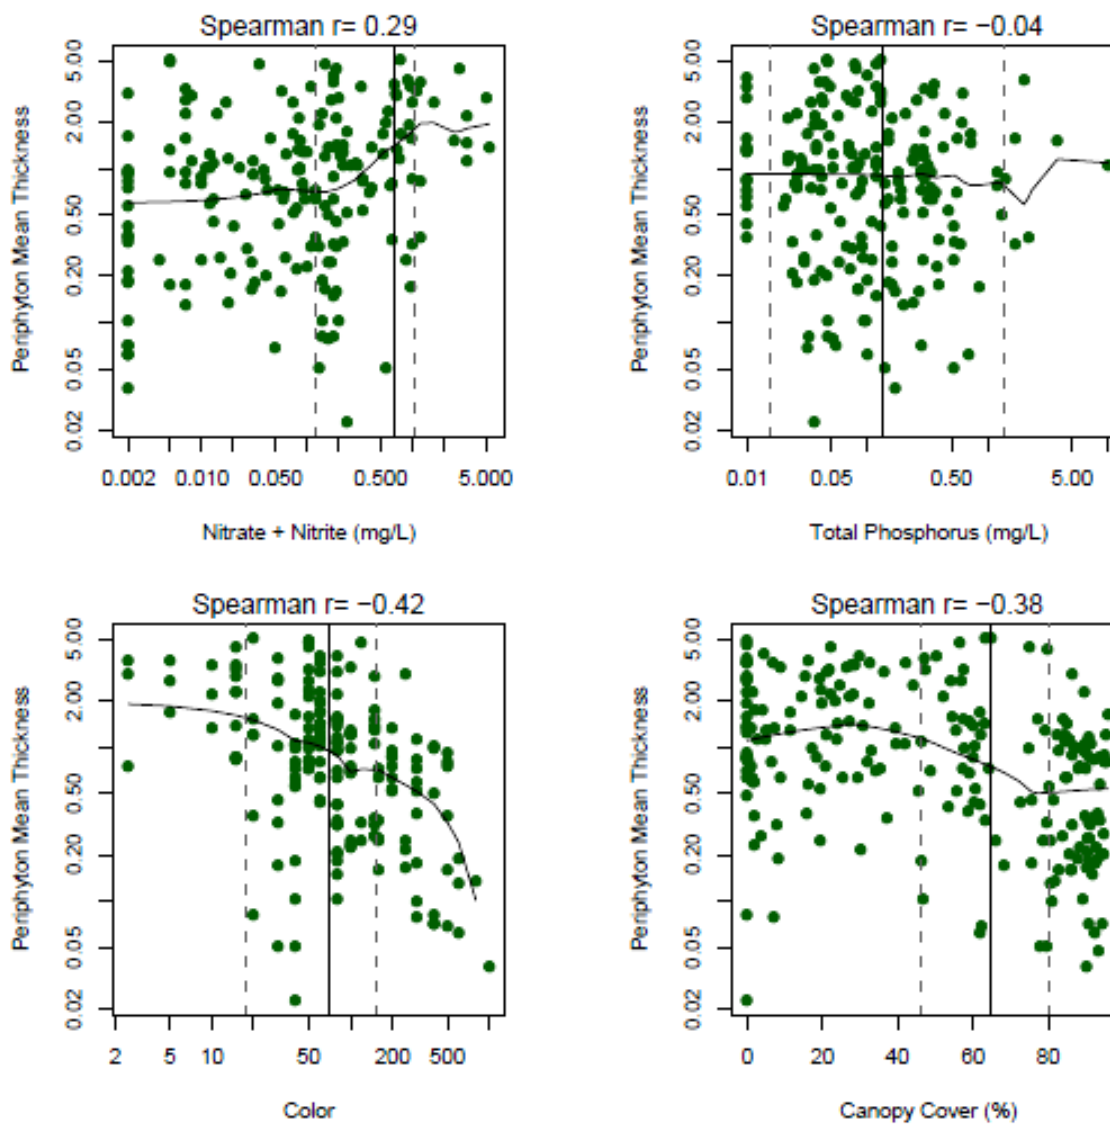 Spearman r= 0.29
Periphyton Mean Thickness
5.00
2.00
0.50
0.20
0.05
0.02
0.002 0.010 0.050 0.500 5.000
Nitrate + Nitrite (mg/L)
Spearman r= −0.04
Periphyton Mean Thickness
5.00
2.00
0.50
0.20
0.05
0.02
0.01 0.05 0.50 5.00
Total Phosphorus (mg/L)
Spearman r= −0.42
Periphyton Mean Thickness
5.00
2.00
0.50
0.20
0.05
0.02
2 5 10 50 200 500
Color
Spearman r= −0.38
Periphyton Mean Thickness
5.00
2.00
0.50
0.20
0.05
0.02
0 20 40 60 80
Canopy Cover (%)